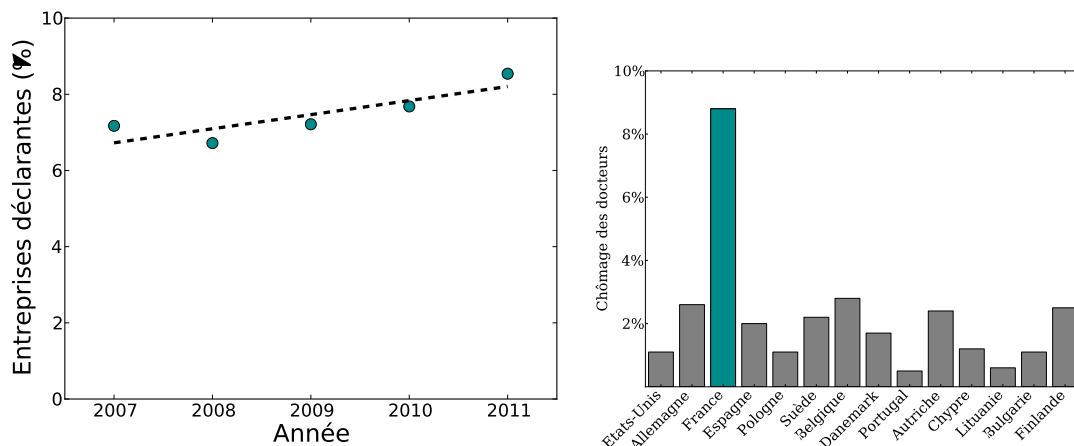 Entreprises déclarantes (%)
10
8
6
4
2
0
2007 2008 2009 2010 2011
Année
Chômage des docteurs
10%
8%
6%
4%
2%
Etats-Unis
Allemagne
France
Espagne
Pologne
Suède
Belgique
Danemark
Portugal
Autriche
Chypre
Lituanie
Bulgarie
Finlande